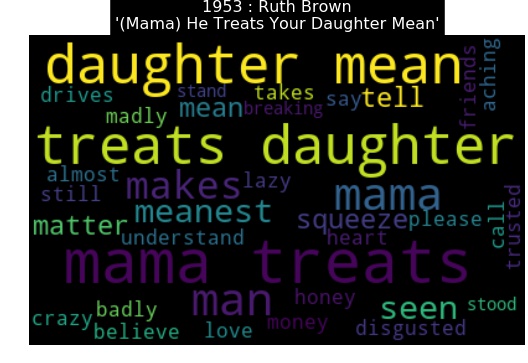 1953 : Ruth Brown
'(Mama) He Treats Your Daughter Mean'
daughter mean
drives stand takes say tell friends aching
madly mean breaking
treats daughter
almost makes lazy mama
still meanest squeeze please call trusted
matter understand heart
mama treats
man honey seen stood
crazy badly money disgusted
believe love